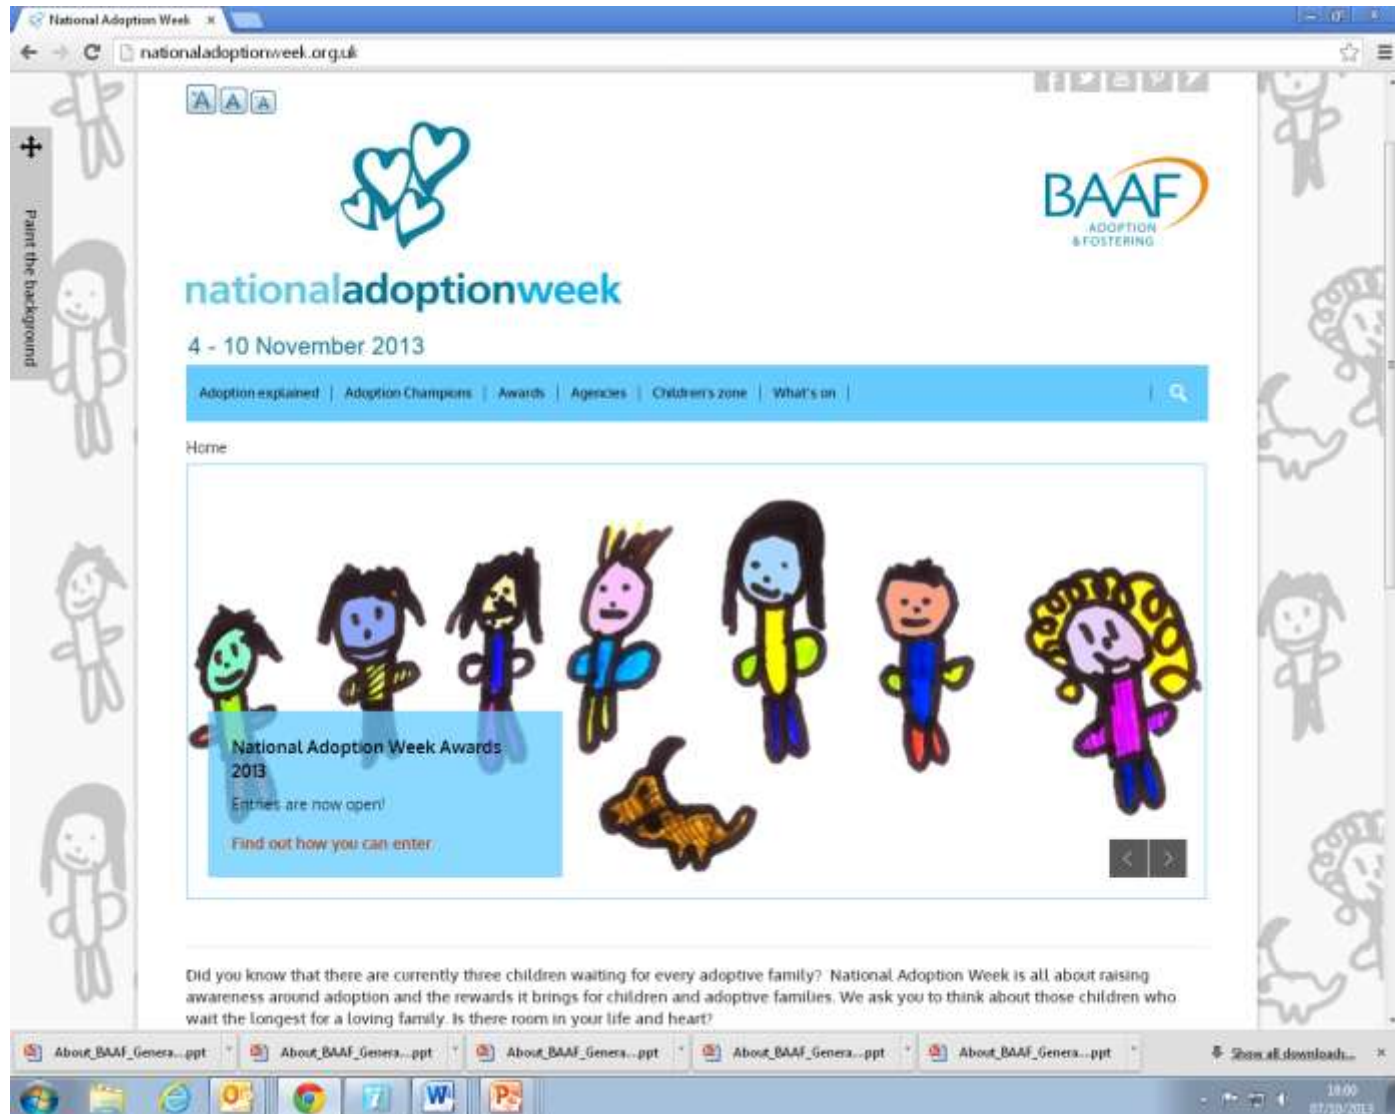 National Adoption Week
nationaladoptionweek.org.uk
A A A
Paint the background
BAAF
ADOPTION
& FOSTERING
nationaladoptionweek
4 - 10 November 2013
Adoption explained | Adoption Champions | Awards | Agencies | Children's zone | What's on |
Home
National Adoption Week Awards
2013
Entries are now open!
Find out how you can enter
Did you know that there are currently three children waiting for every adoptive family? National Adoption Week is all about raising
awareness around adoption and the rewards it brings for children and adoptive families. We ask you to think about those children who
wait the longest for a loving family. Is there room in your life and heart?
About_BAAF_Genera...ppt About_BAAF_Genera...ppt About_BAAF_Genera...ppt About_BAAF_Genera...ppt About_BAAF_Genera...ppt Show all downloads...
18:00
07/10/2013